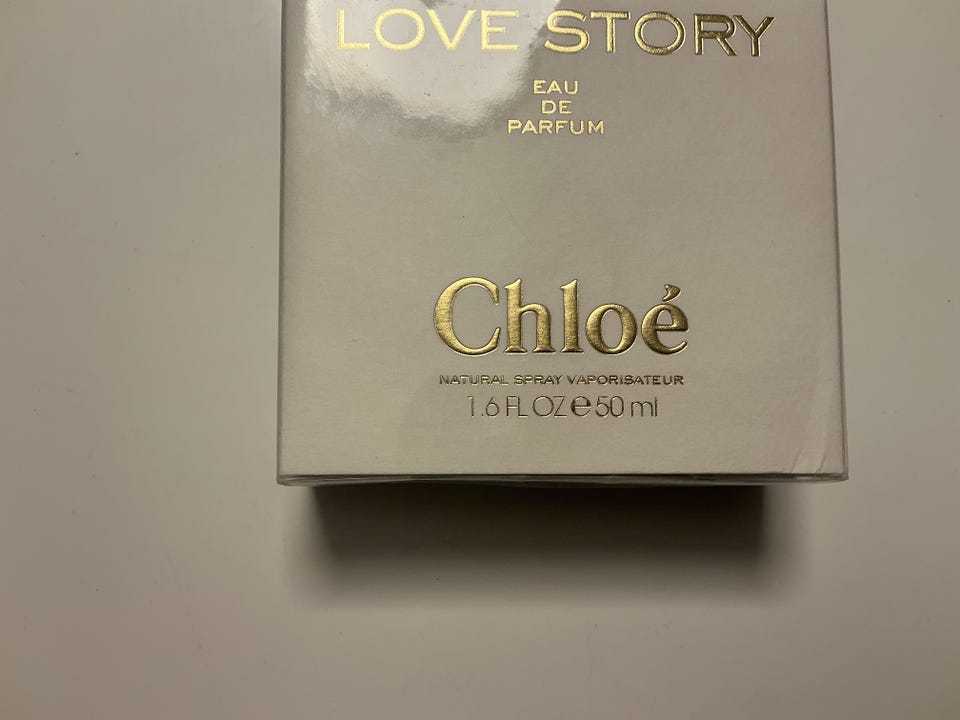 LOVE STORY
EAU
DE
PARFUM
Chloé
NATURAL SPRAY VAPORISATEUR
1.6 FL OZ ℮ 50 ml